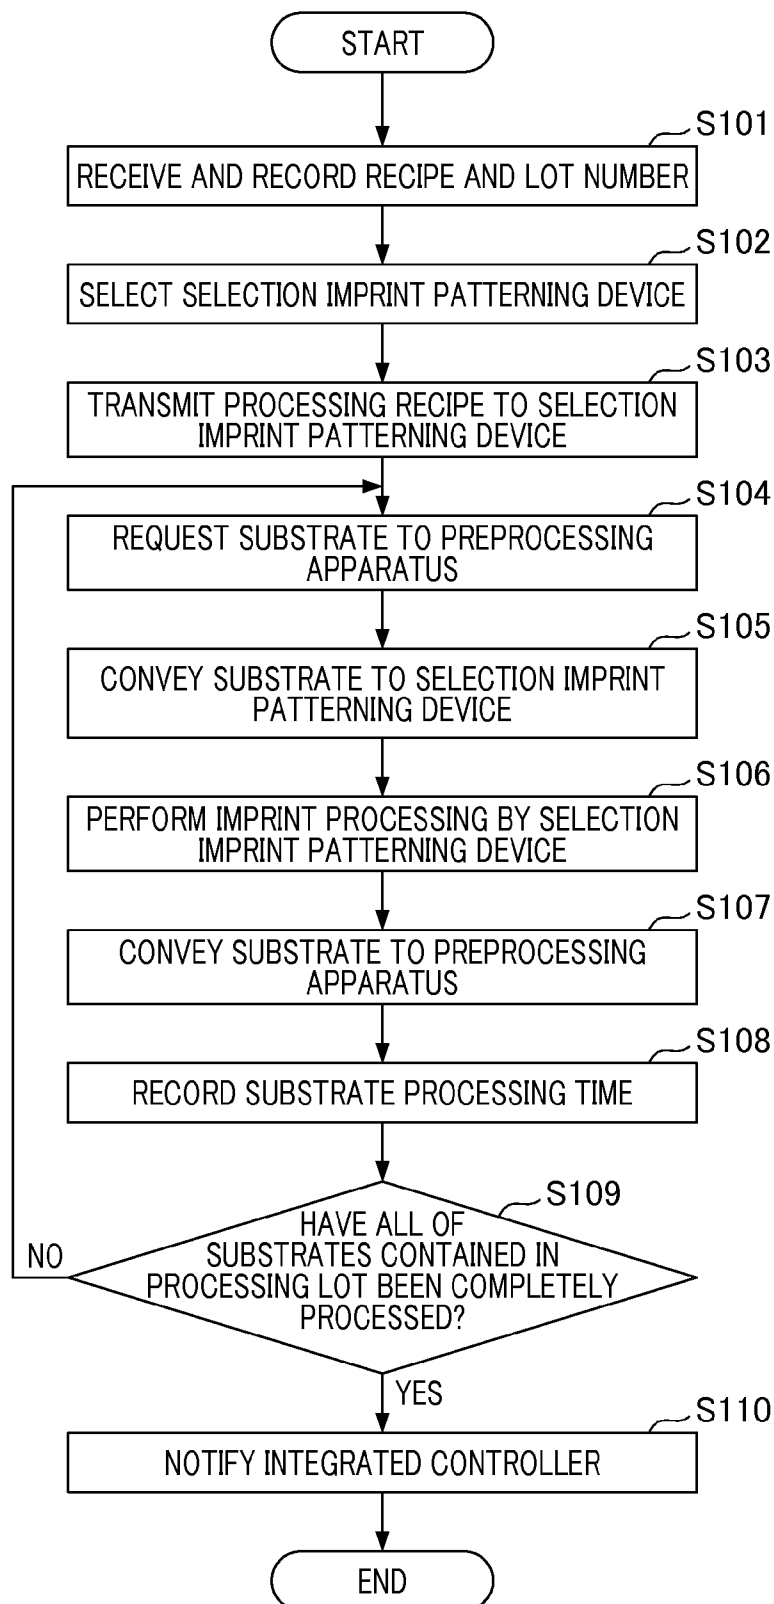 START
S101
RECEIVE AND RECORD RECIPE AND LOT NUMBER
S102
SELECT SELECTION IMPRINT PATTERNING DEVICE
S103
TRANSMIT PROCESSING RECIPE TO SELECTION
IMPRINT PATTERNING DEVICE
S104
REQUEST SUBSTRATE TO PREPROCESSING
APPARATUS
S105
CONVEY SUBSTRATE TO SELECTION IMPRINT
PATTERNING DEVICE
S106
PERFORM IMPRINT PROCESSING BY SELECTION
IMPRINT PATTERNING DEVICE
S107
CONVEY SUBSTRATE TO PREPROCESSING
APPARATUS
S108
RECORD SUBSTRATE PROCESSING TIME
S109
HAVE ALL OF
SUBSTRATES CONTAINED IN
PROCESSING LOT BEEN COMPLETELY
PROCESSED?
NO
YES
S110
NOTIFY INTEGRATED CONTROLLER
END